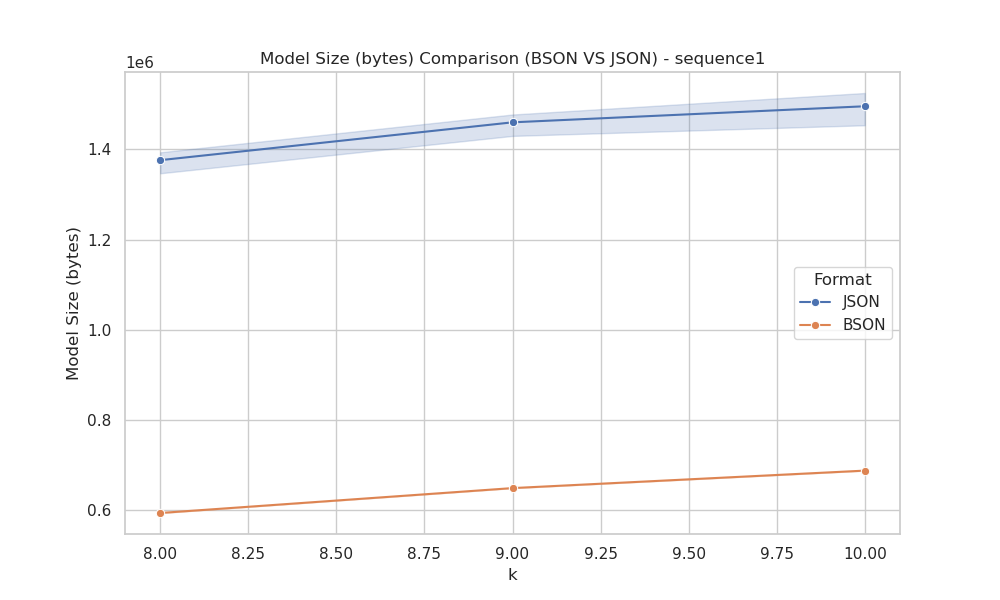 Model Size (bytes) Comparison (BSON VS JSON) - sequence1
1e6
1.4
1.2
1.0
0.8
0.6
Model Size (bytes)
Format
JSON
BSON
8.00 8.25 8.50 8.75 9.00 9.25 9.50 9.75 10.00
k